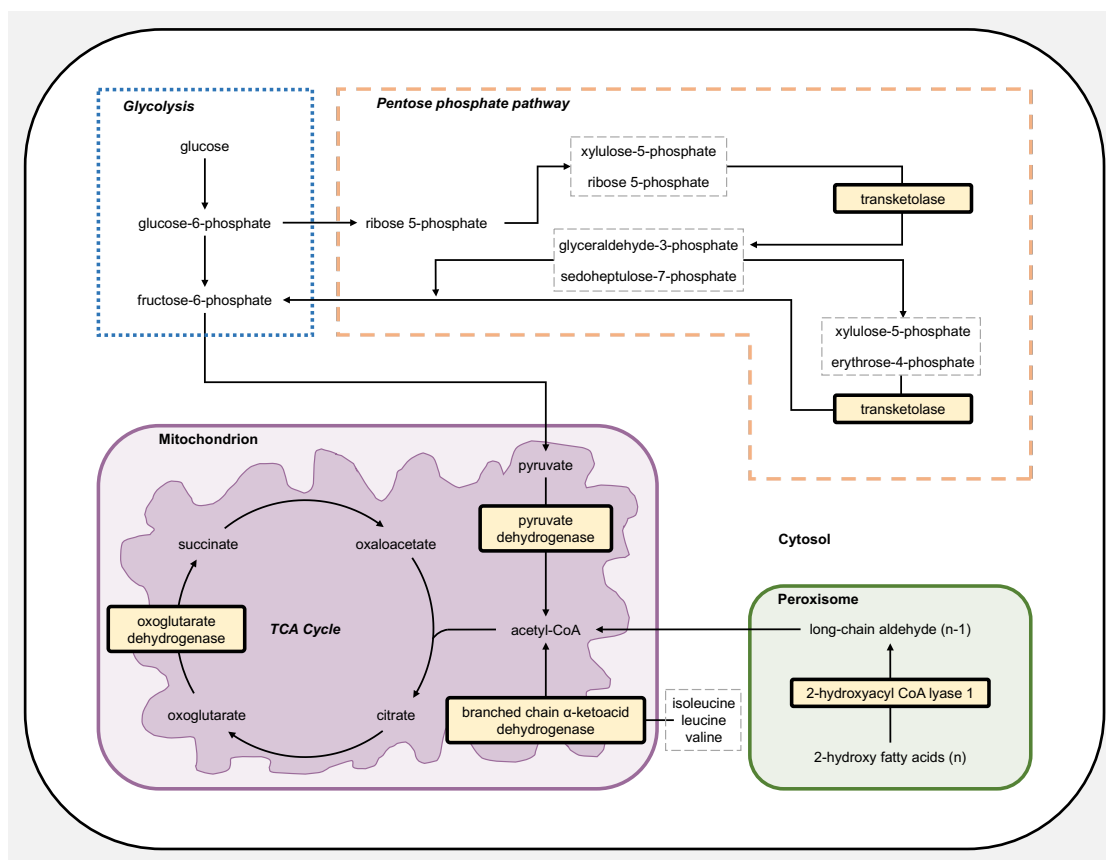 Glycolysis
glucose
glucose-6-phosphate
fructose-6-phosphate
Pentose phosphate pathway
ribose 5-phosphate
xylulose-5-phosphate
ribose 5-phosphate
transketolase
glyceraldehyde-3-phosphate
sedoheptulose-7-phosphate
xylulose-5-phosphate
erythrose-4-phosphate
transketolase
Mitochondrion
pyruvate
pyruvate
dehydrogenase
succinate
oxaloacetate
oxoglutarate
dehydrogenase
TCA Cycle
acetyl-CoA
oxoglutarate
citrate
branched chain α-ketoacid
dehydrogenase
isoleucine
leucine
valine
Cytosol
Peroxisome
long-chain aldehyde (n-1)
2-hydroxyacyl CoA lyase 1
2-hydroxy fatty acids (n)